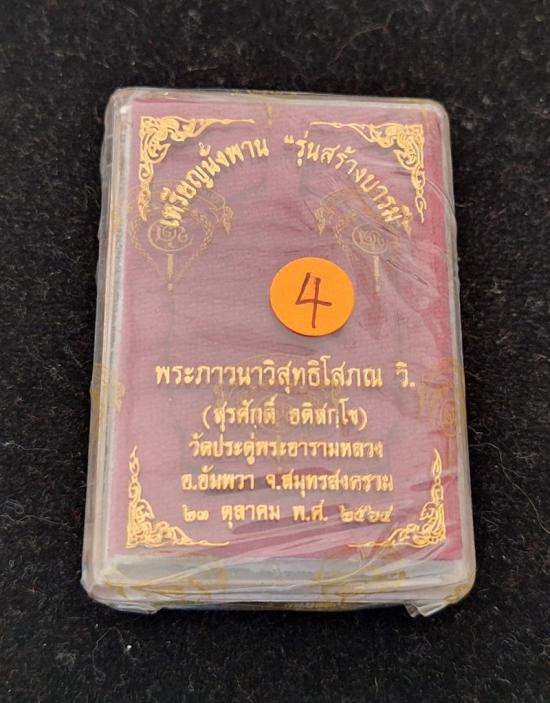 เหรียญนั่งพาน "รุ่นสร้างบารมี"
4
พระภาวนาวิสุทธิโสภณ วิ.
(สุรศักดิ์ อติสกฺโข)
วัดประดู่พระอารามหลวง
อ.อัมพวา จ.สมุทรสงคราม
๒๓ ตุลาคม พ.ศ. ๒๕๖๔